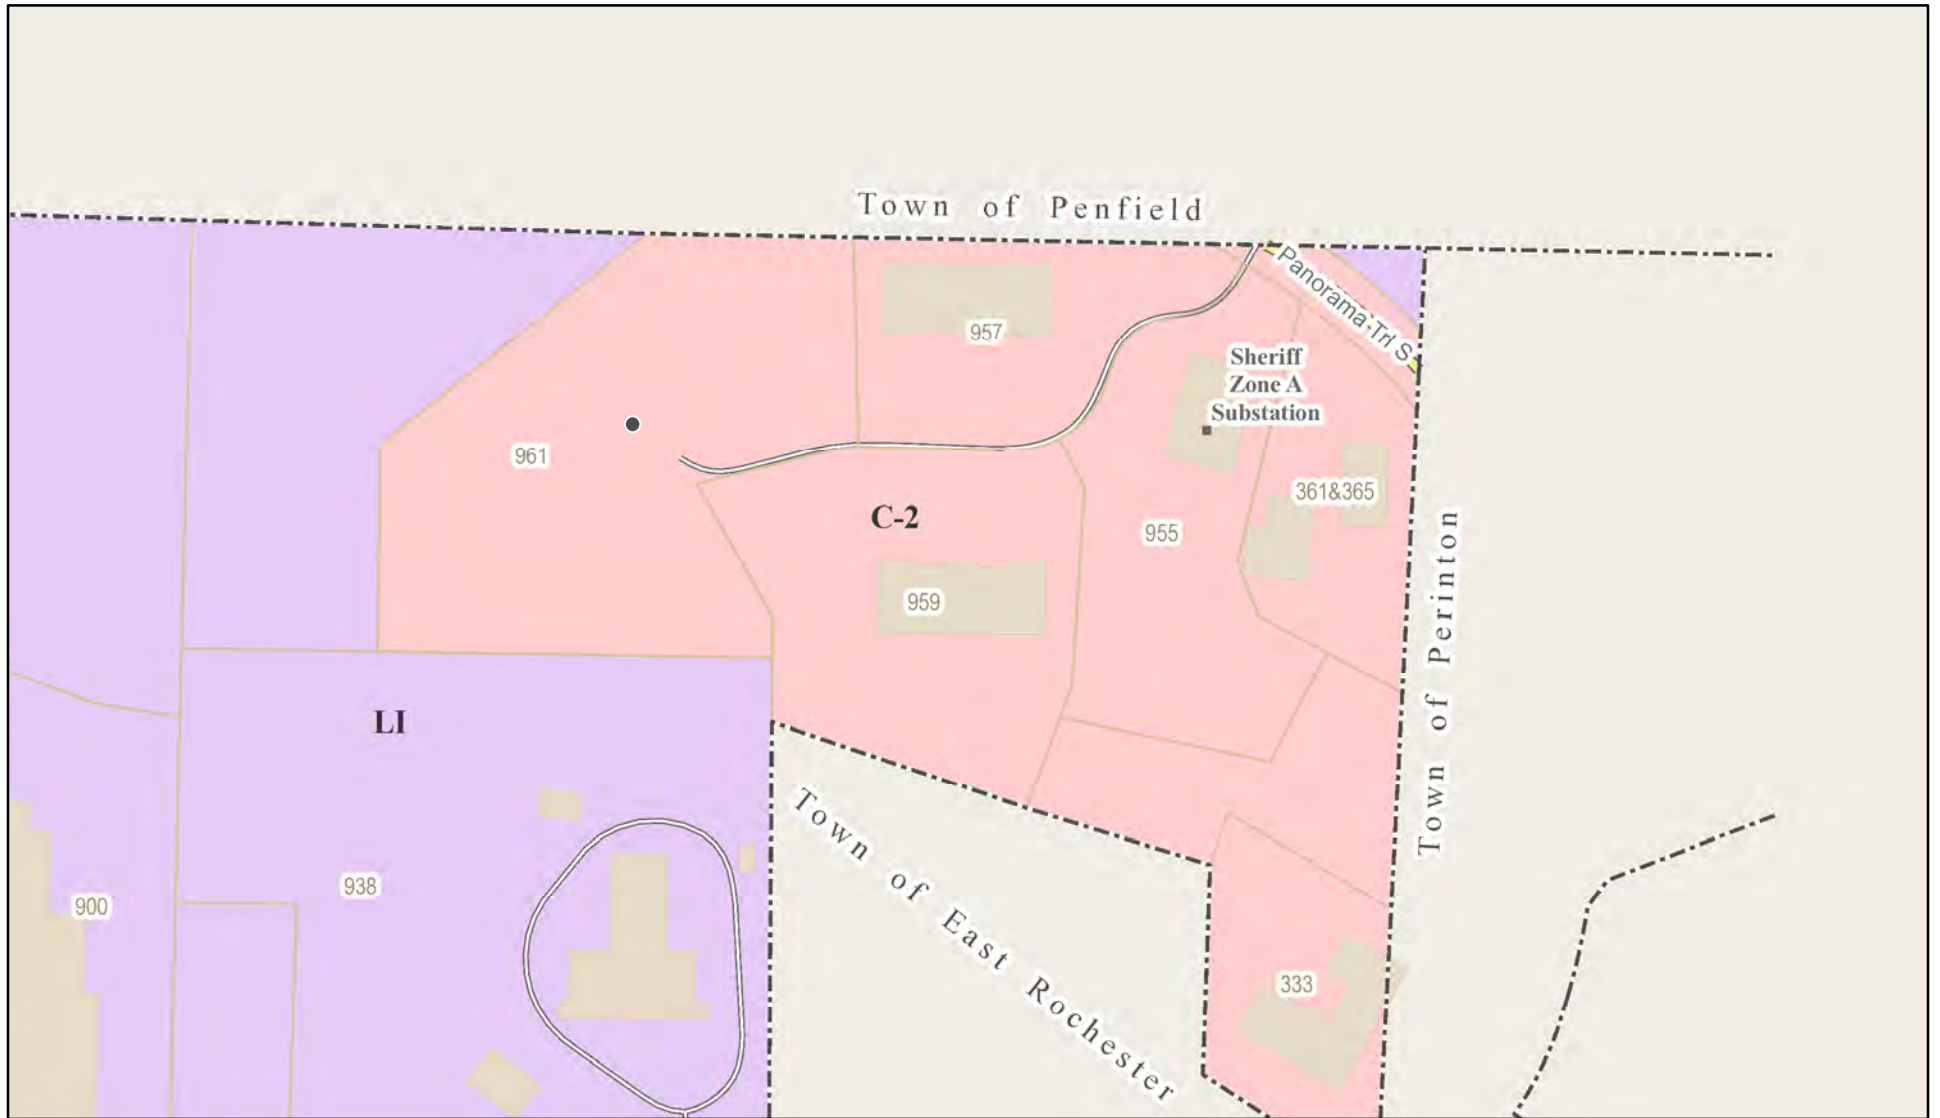 Town of Penfield
Panorama Trl S
957
Sheriff
Zone A
Substation
961
361&365
C-2
955
959
Town of Perinton
LI
Town of East Rochester
938
900
333